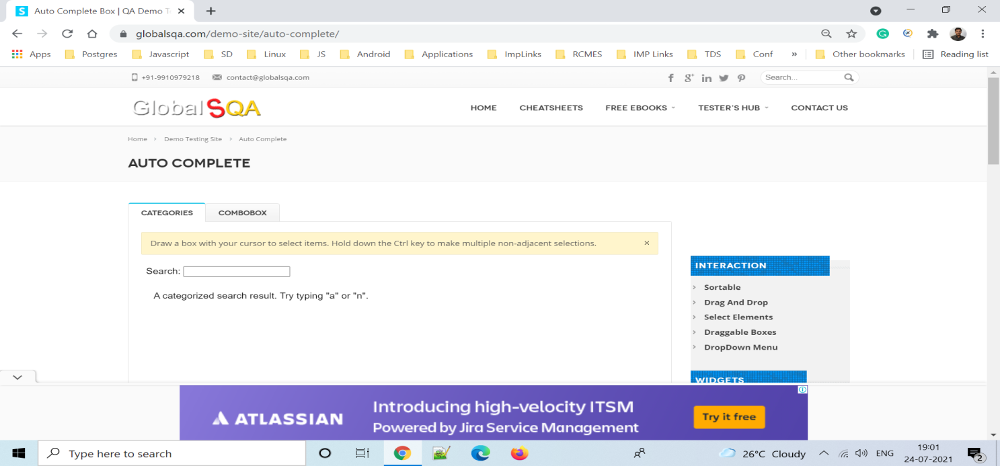 Auto Complete Box | QA Demo T
globalsqa.com/demo-site/auto-complete/
Apps Postgres Javascript SD Linux JS Android Applications ImpLinks RCMES IMP Links TDS Conf » Other bookmarks Reading list
+91-9910979218 contact@globalsqa.com Search...
GlobalSQA
HOME CHEATSHEETS FREE EBOOKS TESTER'S HUB CONTACT US
Home > Demo Testing Site > Auto Complete
AUTO COMPLETE
CATEGORIES COMBOBOX
Draw a box with your cursor to select items. Hold down the Ctrl key to make multiple non-adjacent selections. ×
Search:
A categorized search result. Try typing "a" or "n".
INTERACTION
Sortable
Drag And Drop
Select Elements
Draggable Boxes
DropDown Menu
WIDGETS
ATLASSIAN
Introducing high-velocity ITSM
Powered by Jira Service Management
Try it free
Type here to search
26°C Cloudy
ENG
19:01
24-07-2021
2